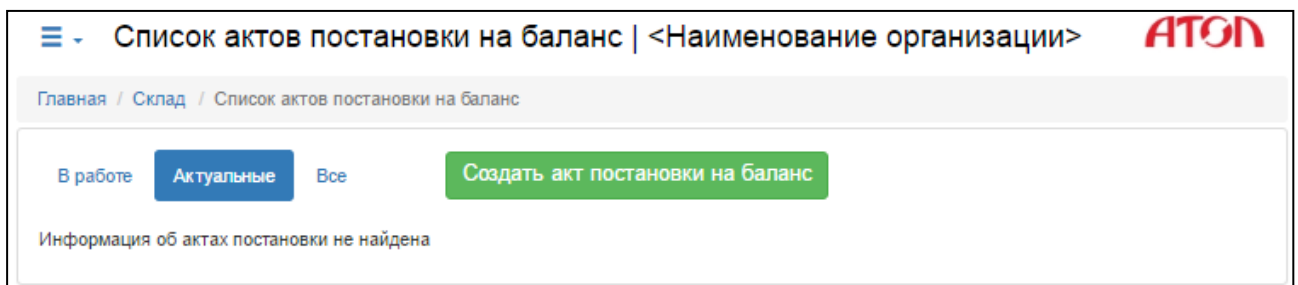 Список актов постановки на баланс | <Наименование организации> АТОЛ
Главная / Склад / Список актов постановки на баланс
В работе Актуальные Все Создать акт постановки на баланс
Информация об актах постановки не найдена